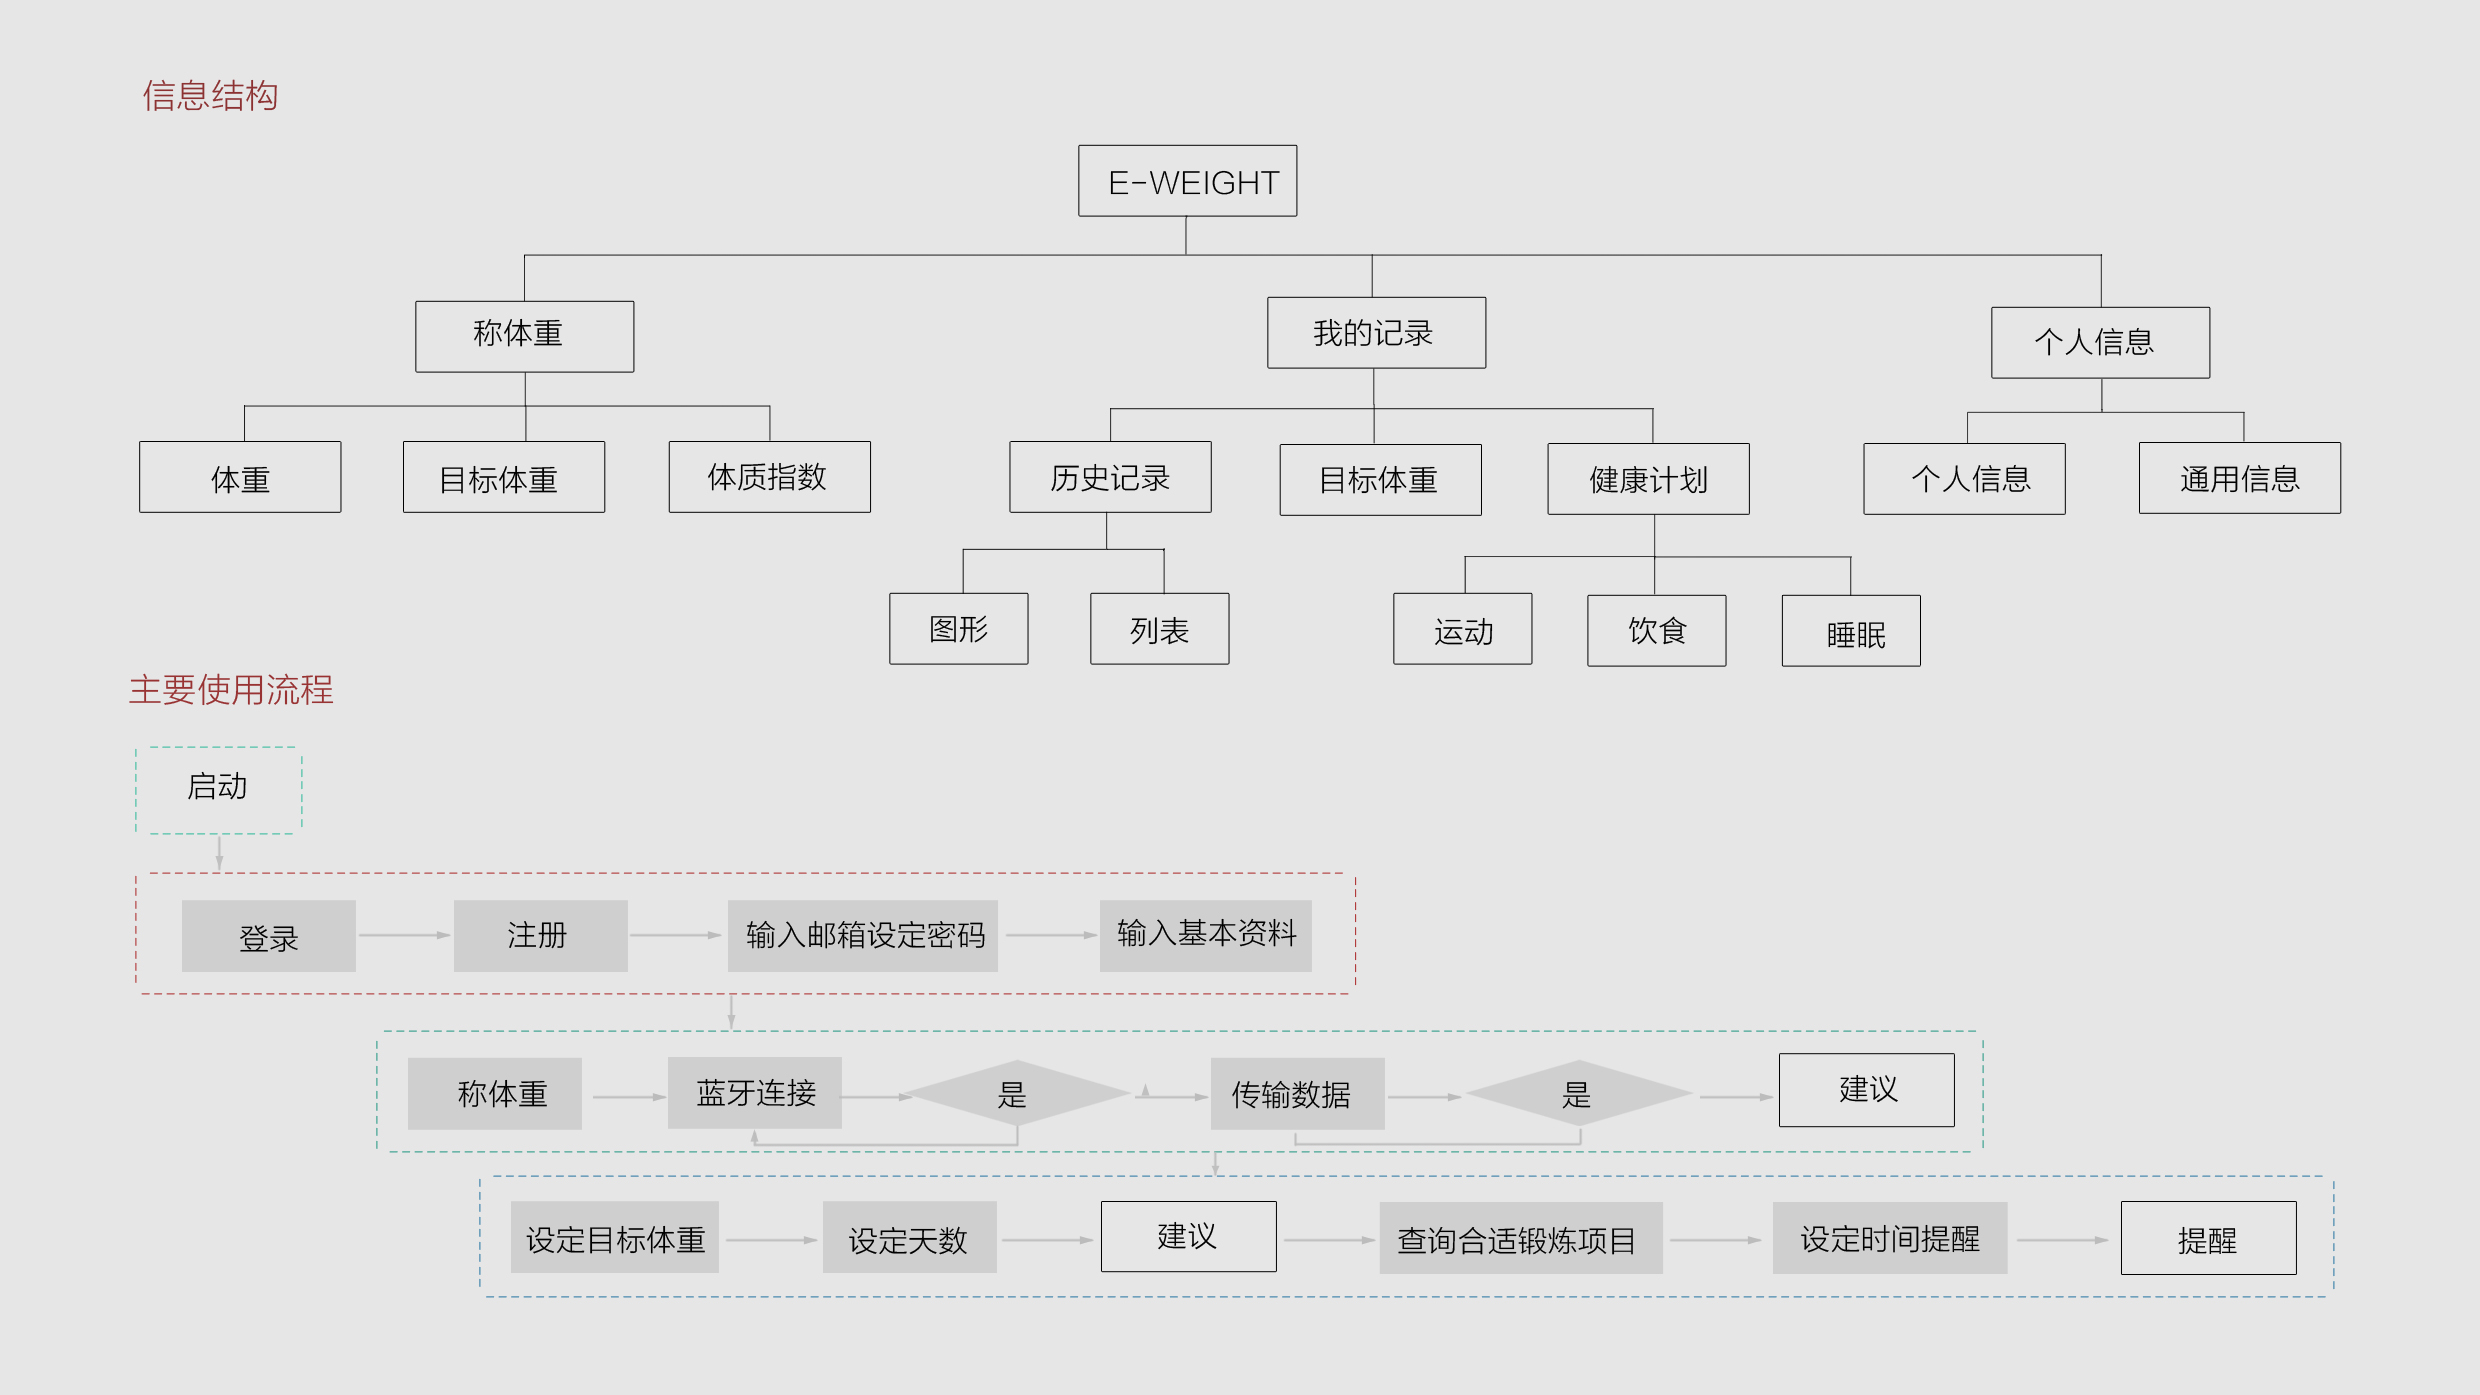 信息结构
E-WEIGHT
称体重
我的记录
个人信息
体重
目标体重
体质指数
历史记录
目标体重
健康计划
个人信息
通用信息
图形
列表
运动
饮食
睡眠
主要使用流程
启动
登录
注册
输入邮箱设定密码
输入基本资料
称体重
蓝牙连接
是
传输数据
是
建议
设定目标体重
设定天数
建议
查询合适锻炼项目
设定时间提醒
提醒